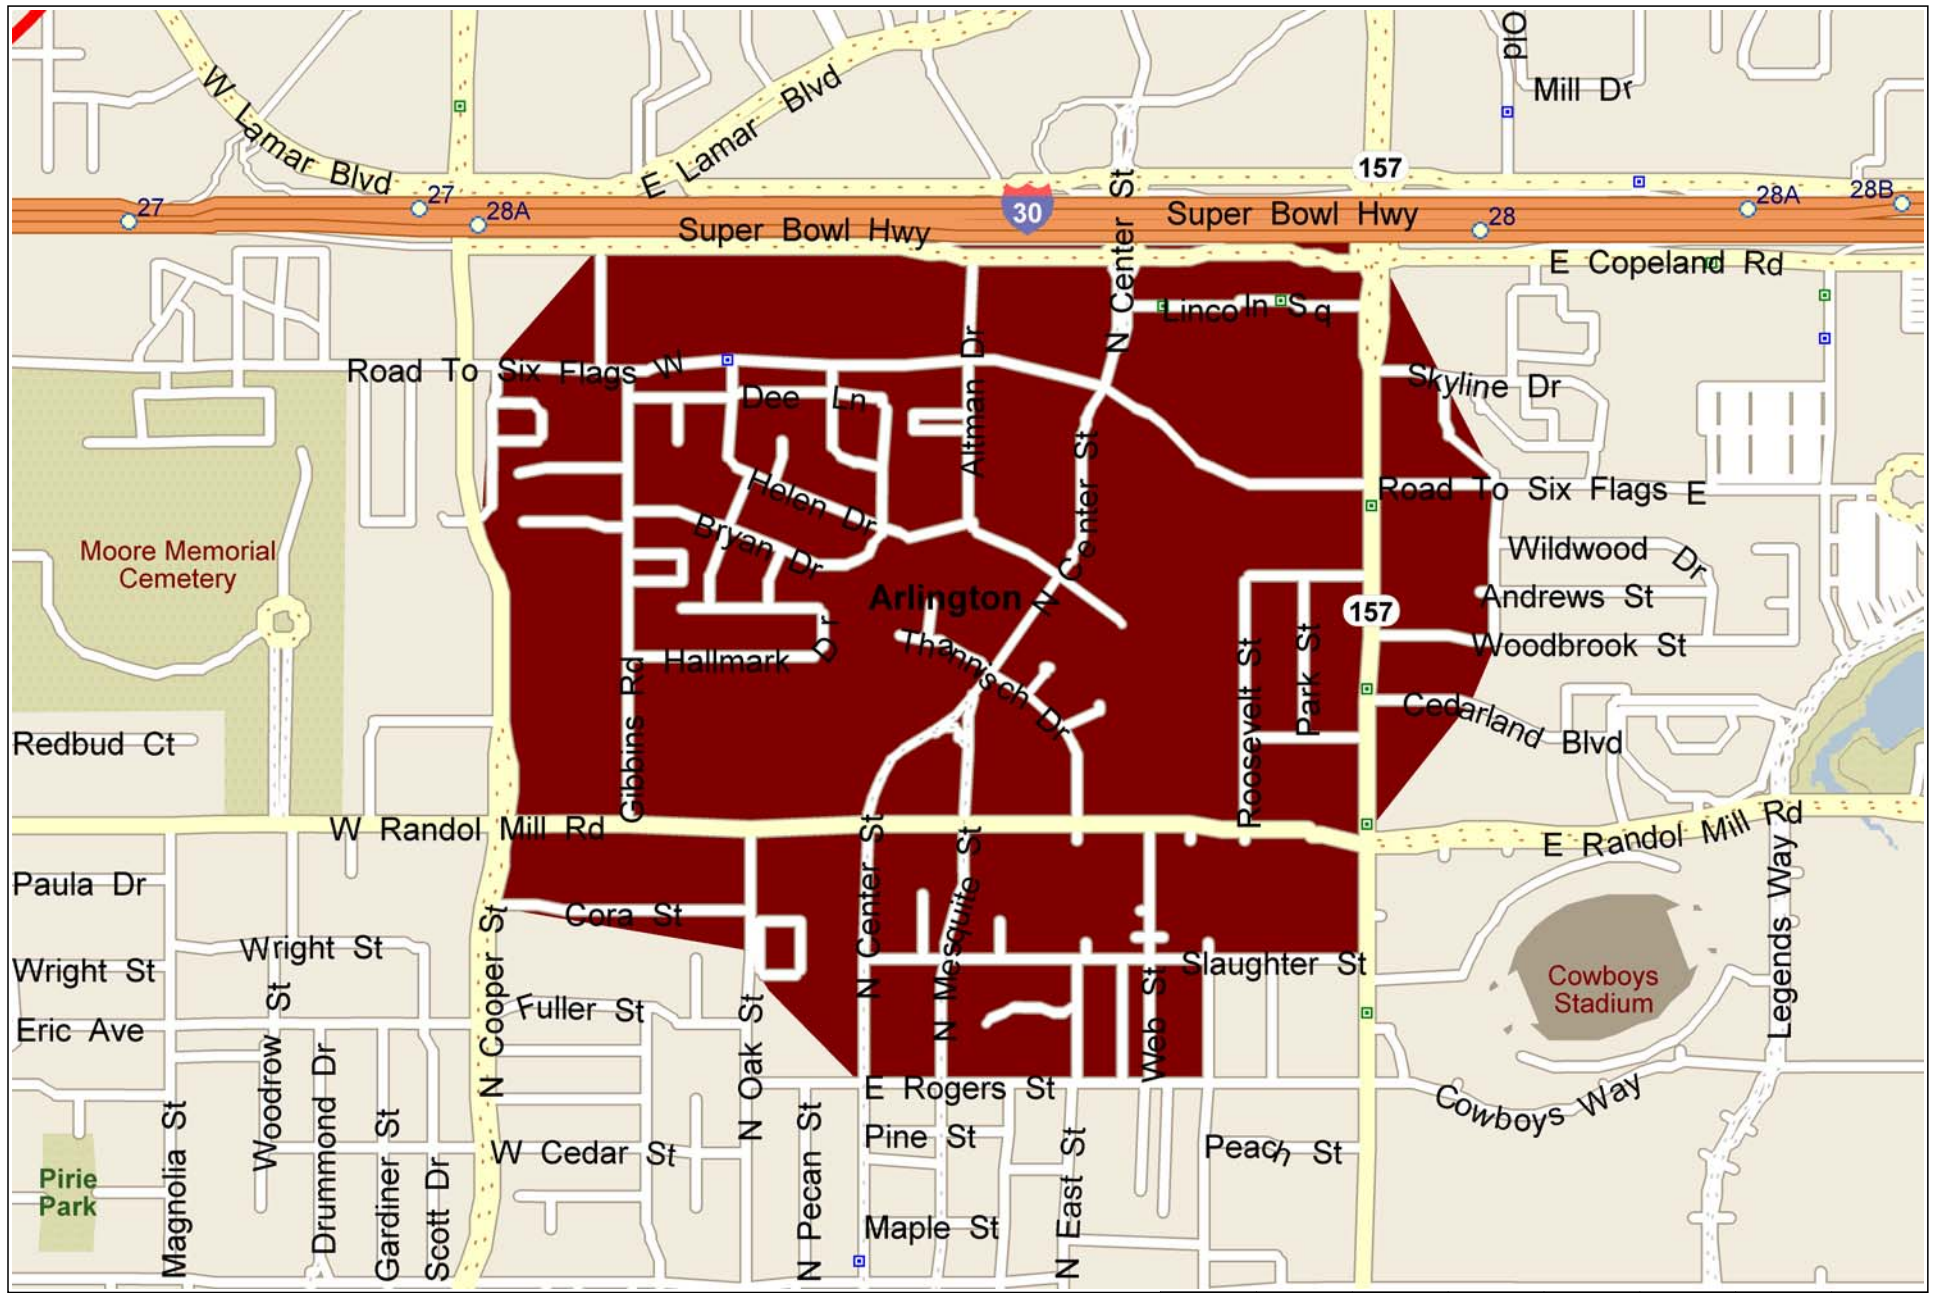 Old
Mill Dr
W Lamar Blvd
E Lamar Blvd
157
27
27
28A
30
Super Bowl Hwy
Super Bowl Hwy
28
28A
28B
N Center St
E Copeland Rd
Lincoln Sq
Road To Six Flags W
Dee Ln
Altman Dr
Skyline Dr
N Center St
Helen Dr
Bryan Dr
Road To Six Flags E
Moore Memorial
Cemetery
Wildwood Dr
Andrews St
Arlington
157
Woodbrook St
Thannisch Dr
Hallmark Dr
Gibbins Rd
Roosevelt St
Park St
Cedarland Blvd
Redbud Ct
W Randol Mill Rd
E Randol Mill Rd
Paula Dr
Cora St
N Center St
N Mesquite St
Legends Way
Wright St
Wright St
Slaughter St
Cowboys
Stadium
N Cooper St
Fuller St
N Oak St
Web St
Eric Ave
Woodrow St
Drummond Dr
E Rogers St
Cowboys Way
Magnolia St
Gardiner St
Scott Dr
W Cedar St
N Pecan St
Pine St
N East St
Peach St
Pirie
Park
Maple St